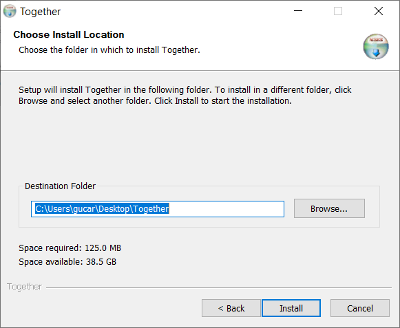 Together
Choose Install Location
Choose the folder in which to install Together.
Setup will install Together in the following folder. To install in a different folder, click
Browse and select another folder. Click Install to start the installation.
Destination Folder
C:\Users\gucar\Desktop\Together
Browse...
Space required: 125.0 MB
Space available: 38.5 GB
Together
< Back
Install
Cancel